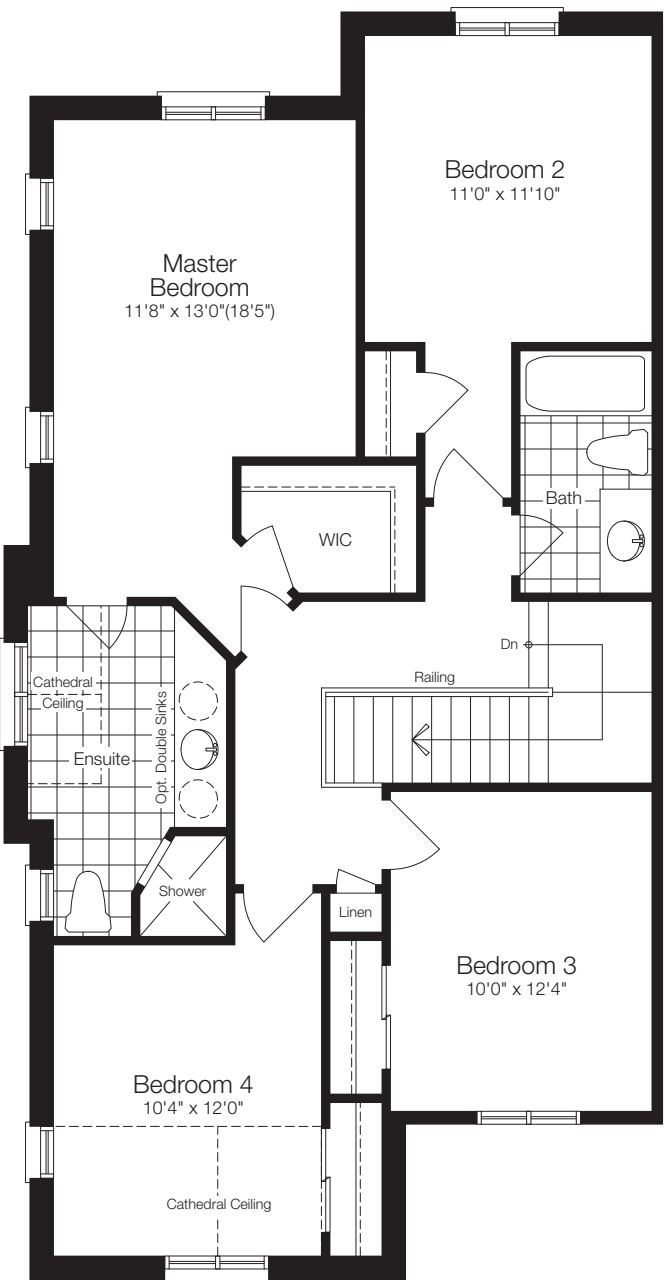 Bedroom 2
11'0" x 11'10"
Master
Bedroom
11'8" x 13'0"(18'5")
Bath
WIC
Dn
Railing
Cathedral
Ceiling
Opt. Double Sinks
Ensuite
Shower
Linen
Bedroom 3
10'0" x 12'4"
Bedroom 4
10'4" x 12'0"
Cathedral Ceiling